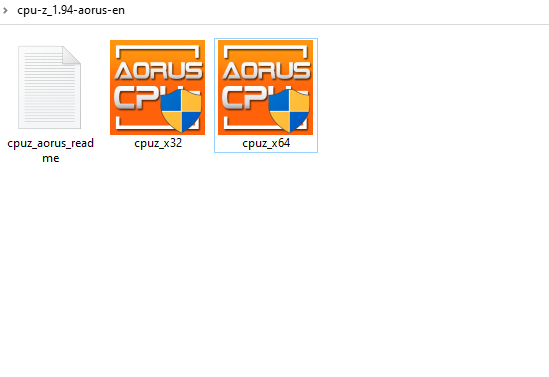 cpu-z_1.94-aorus-en
AORUS
CPU
AORUS
CPU
cpuz_aorus_read
me
cpuz_x32
cpuz_x64